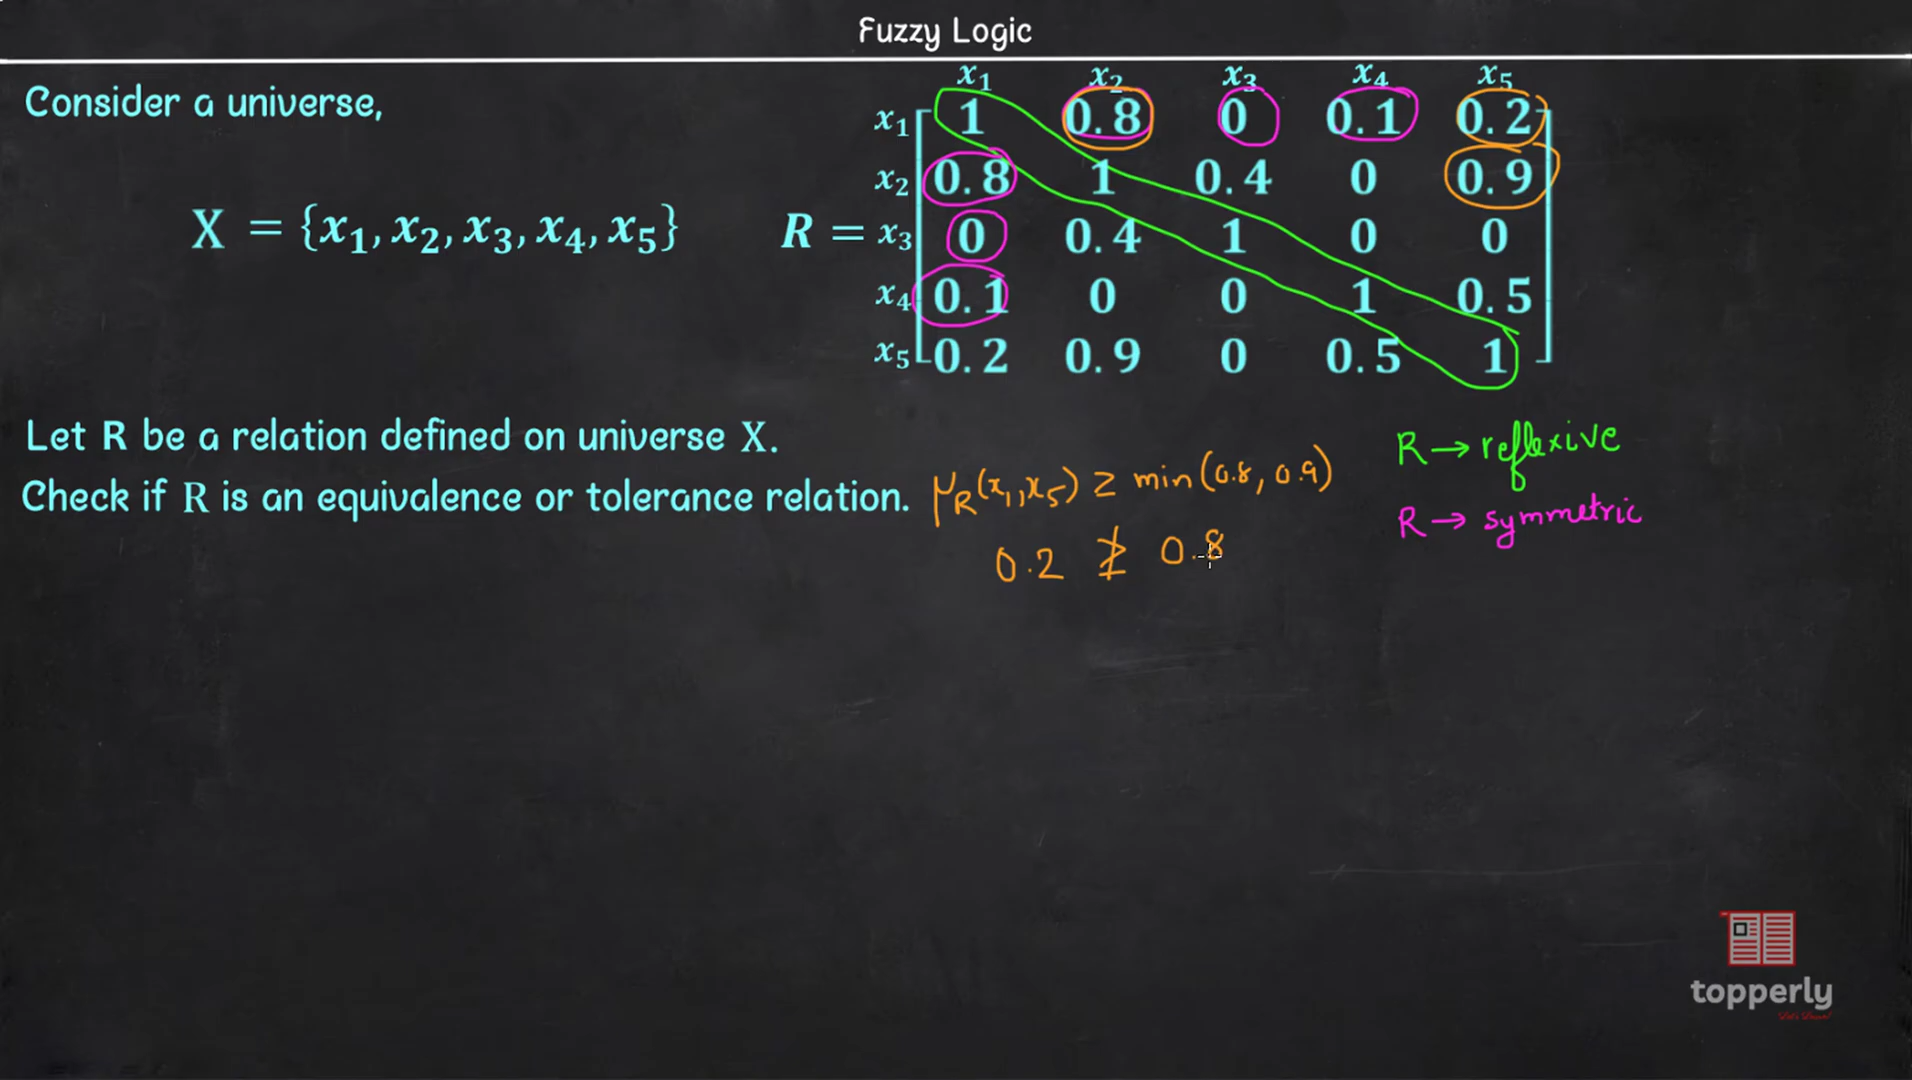 Fuzzy Logic
Consider a universe,
X = {x₁, x₂, x₃, x₄, x₅}
x₁ x₂ x₃ x₄ x₅
x₁ 1 0.8 0 0.1 0.2
x₂ 0.8 1 0.4 0 0.9
R = x₃ 0 0.4 1 0 0
x₄ 0.1 0 0 1 0.5
x₅ 0.2 0.9 0 0.5 1
Let R be a relation defined on universe X.
Check if R is an equivalence or tolerance relation.
μ_R(x₁, x₅) ≥ min(0.8, 0.9)
0.2 ≱ 0.8
R → reflexive
R → symmetric
topperly
Let's Learn!